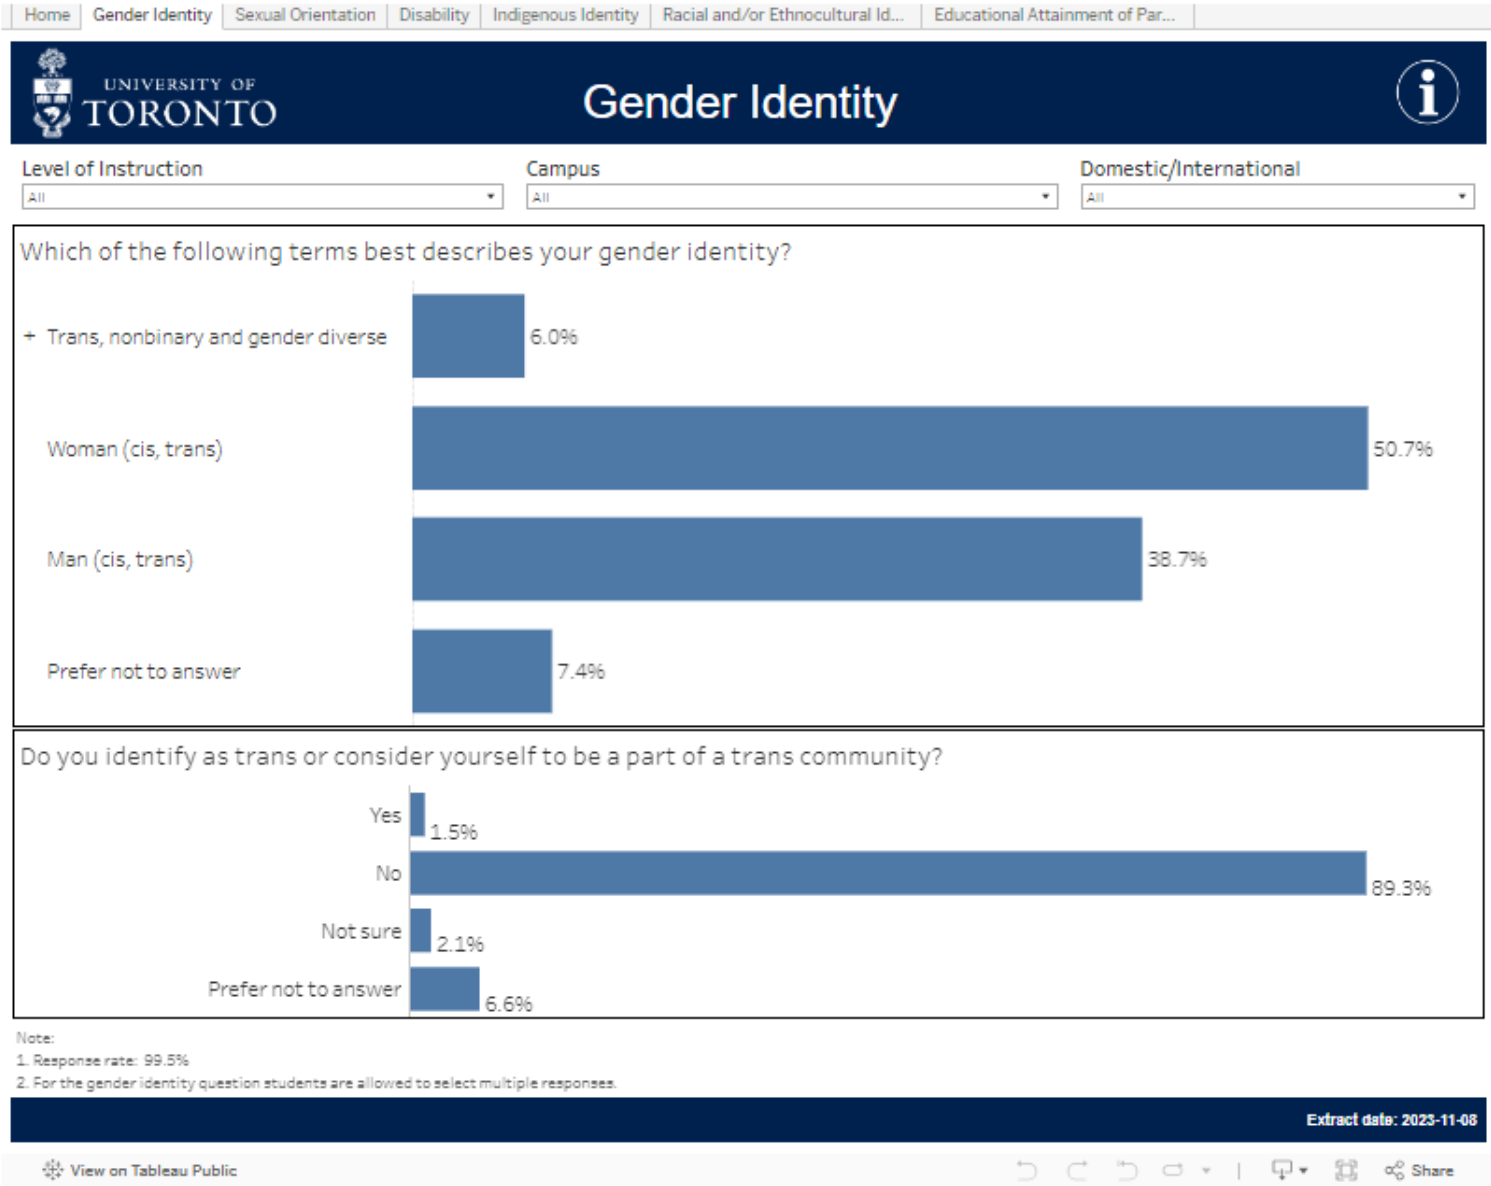 Home Gender Identity Sexual Orientation Disability Indigenous Identity Racial and/or Ethnocultural Id... Educational Attainment of Par...
UNIVERSITY OF
TORONTO
Gender Identity
Level of Instruction Campus Domestic/International
All All All
Which of the following terms best describes your gender identity?
+ Trans, nonbinary and gender diverse 6.0%
Woman (cis, trans) 50.7%
Man (cis, trans) 38.7%
Prefer not to answer 7.4%
Do you identify as trans or consider yourself to be a part of a trans community?
Yes 1.5%
No 89.3%
Not sure 2.1%
Prefer not to answer 6.6%
Note:
1. Response rate: 99.5%
2. For the gender identity question students are allowed to select multiple responses.
Extract date: 2023-11-08
View on Tableau Public Share